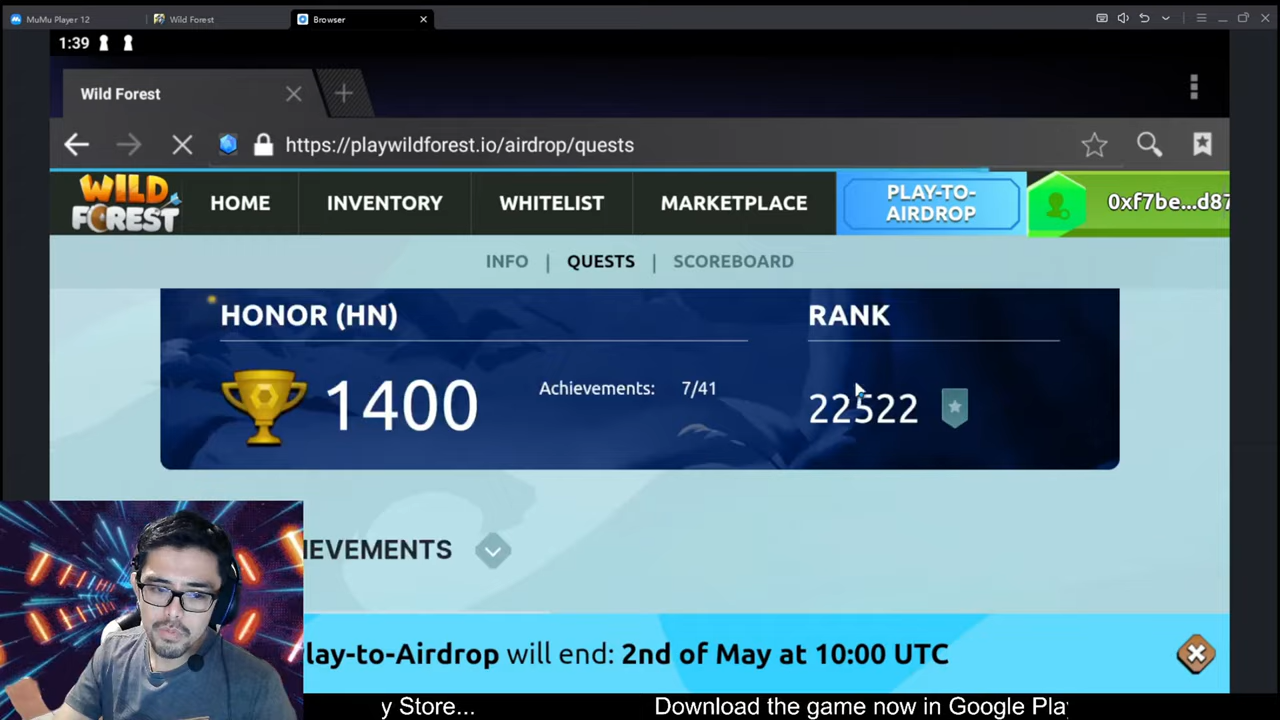 MuMu Player 12
Wild Forest
Browser
1:39
Wild Forest
https://playwildforest.io/airdrop/quests
WILD FOREST
HOME
INVENTORY
WHITELIST
MARKETPLACE
PLAY-TO-
AIRDROP
0xf7be...d87
INFO | QUESTS | SCOREBOARD
HONOR (HN)
RANK
1400
Achievements: 7/41
22522
IEVEMENTS
lay-to-Airdrop will end: 2nd of May at 10:00 UTC
y Store... Download the game now in Google Play